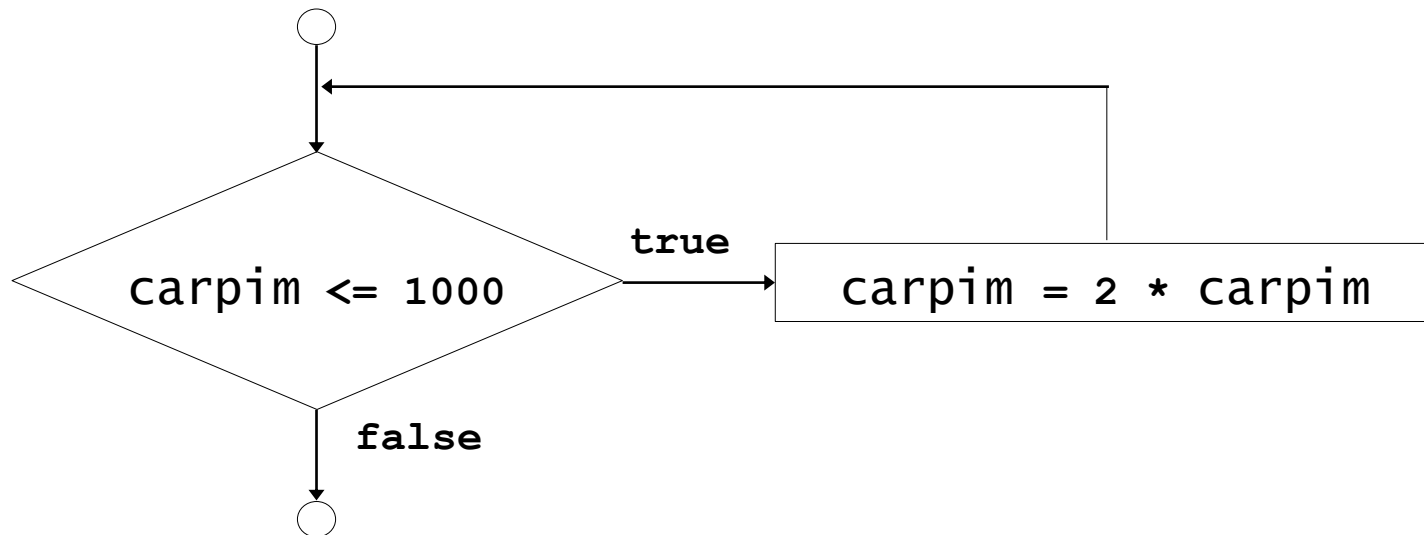 true
carpim <= 1000
carpim = 2 * carpim
false